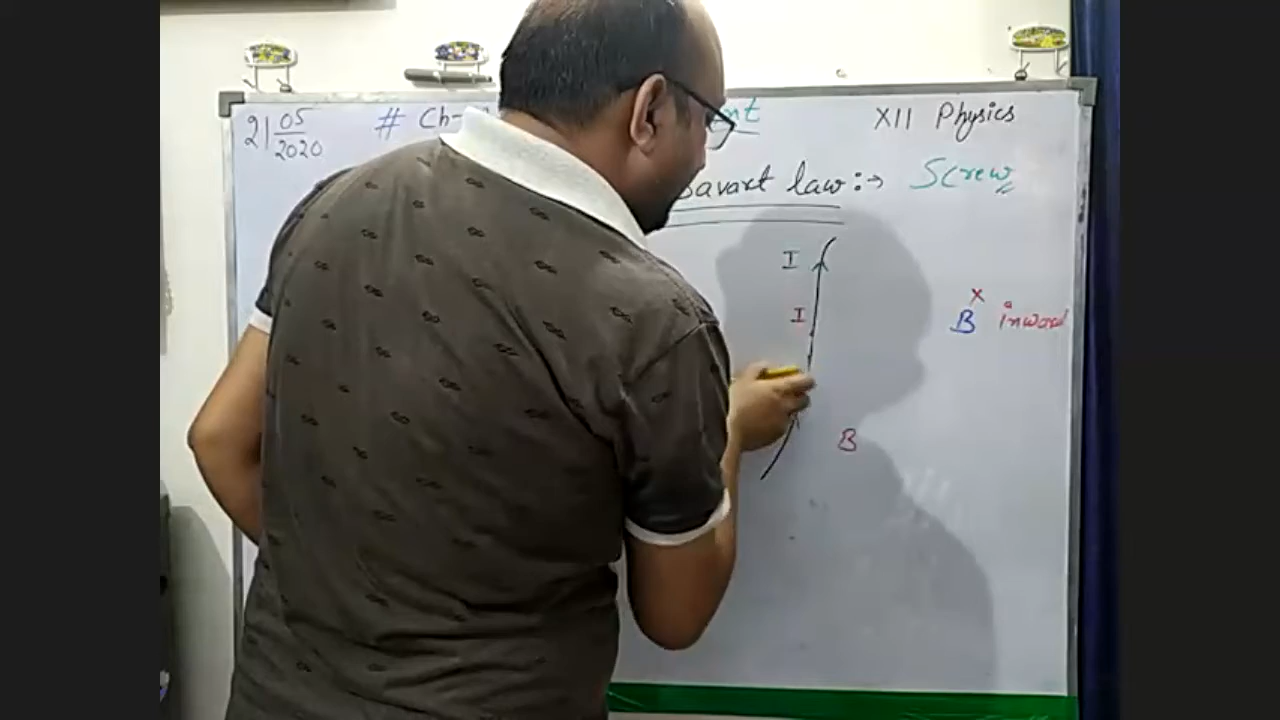 21 05/2020 # Ch- XII Physics
savart law :→ Screw
I
I
x
B inward
B